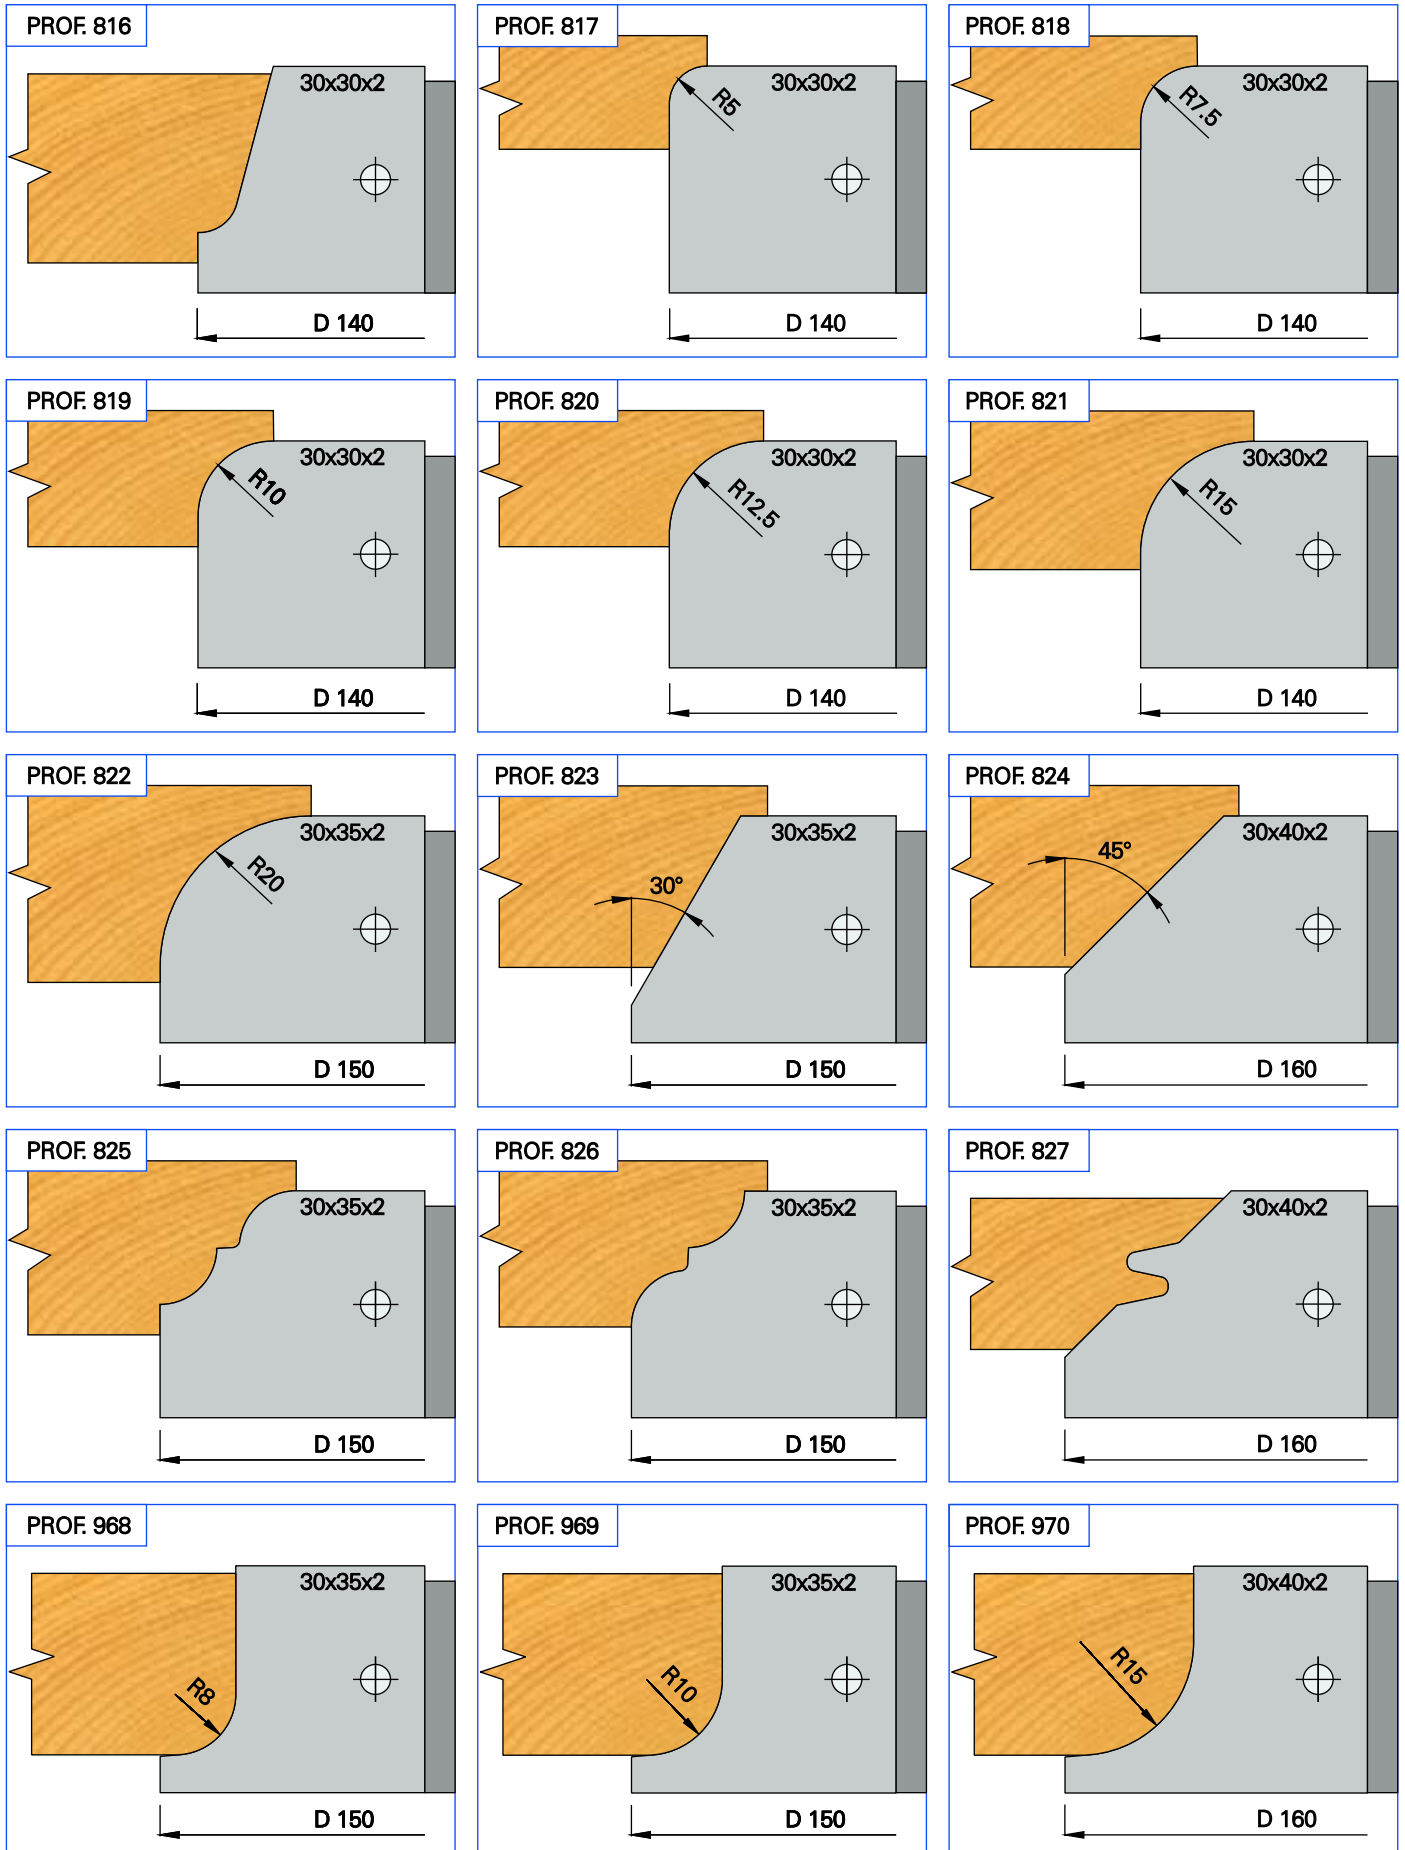 PROF. 816
30x30x2
D 140
PROF. 817
30x30x2
R5
D 140
PROF. 818
30x30x2
R7.5
D 140
PROF. 819
30x30x2
R10
D 140
PROF. 820
30x30x2
R12.5
D 140
PROF. 821
30x30x2
R15
D 140
PROF. 822
30x35x2
R20
D 150
PROF. 823
30x35x2
30°
D 150
PROF. 824
30x40x2
45°
D 160
PROF. 825
30x35x2
D 150
PROF. 826
30x35x2
D 150
PROF. 827
30x40x2
D 160
PROF. 968
30x35x2
R8
D 150
PROF. 969
30x35x2
R10
D 150
PROF. 970
30x40x2
R15
D 160